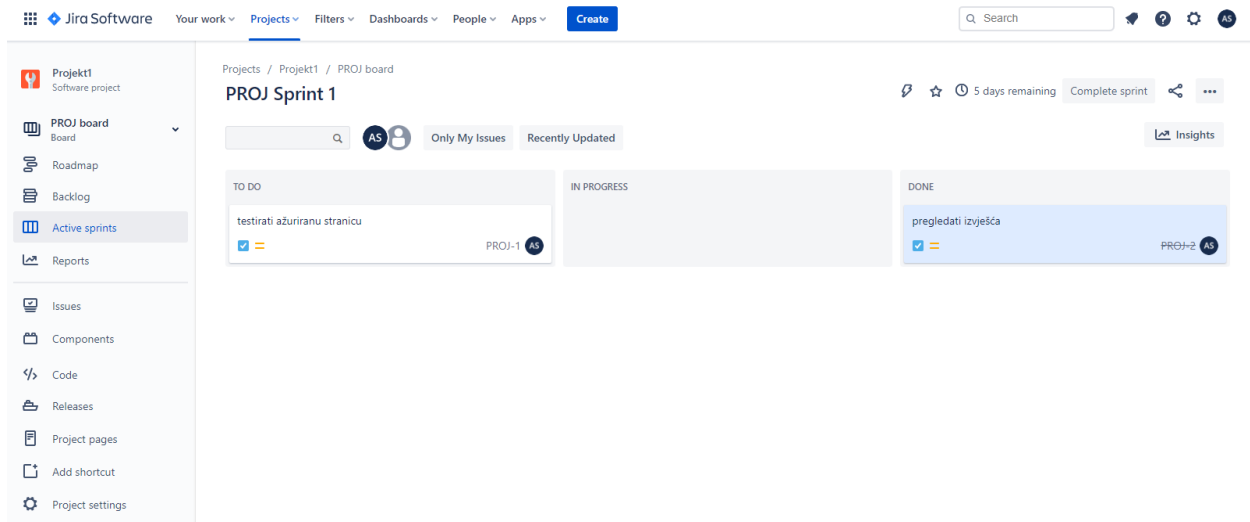 Jira Software Your work Projects Filters Dashboards People Apps Create Search AS
Projekt1
Software project
PROJ board
Board
Roadmap
Backlog
Active sprints
Reports
Issues
Components
Code
Releases
Project pages
Add shortcut
Project settings
Projects / Projekt1 / PROJ board
PROJ Sprint 1
5 days remaining Complete sprint
AS Only My Issues Recently Updated Insights
TO DO IN PROGRESS DONE
testirati ažuriranu stranicu
PROJ-1 AS
pregledati izvješća
PROJ-2 AS